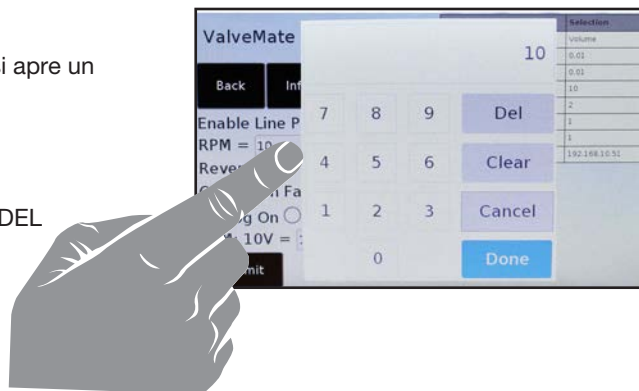 si apre un
DEL
ValveMate
10
Selection
Volume
0.01
0.01
10
2
1
1
192.168.10.51
Back Inf
Enable Line P
RPM = 10
Rever
n Fa
g On
10V =
mit
7 8 9 Del
4 5 6 Clear
1 2 3 Cancel
0 Done